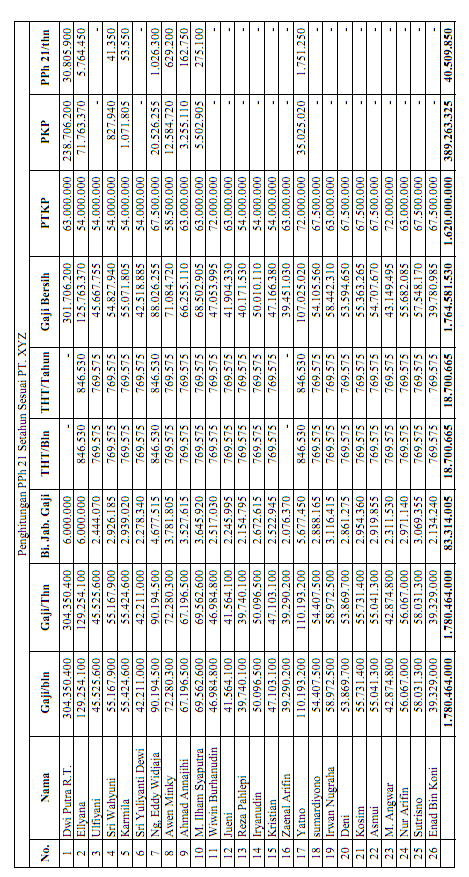 Penghitungan PPh 21 Setahun Sesuai PT. XYZ
No. Nama Gaji/bln Gaji/Thn Bi. Jab. Gaji THT/Bln THT/Tahun Gaji Bersih PTKP PKP PPh 21/thn
1 Dwi Putra R.T. 304.350.400 304.350.400 6.000.000 - - 301.706.200 63.000.000 238.706.200 30.805.900
2 Ellyana 129.254.100 129.254.100 6.000.000 846.530 846.530 125.763.370 54.000.000 71.763.370 5.764.450
3 Ulfiyani 45.525.600 45.525.600 2.444.070 769.575 769.575 45.667.755 54.000.000 - -
4 Sri Wahyuni 55.167.900 55.167.900 2.926.185 769.575 769.575 54.827.940 54.000.000 827.940 41.350
5 Karmila 55.424.600 55.424.600 2.939.020 769.575 769.575 55.071.805 54.000.000 1.071.805 53.550
6 Sri Yuliyanti Dewi 42.211.000 42.211.000 2.278.340 769.575 769.575 42.518.885 54.000.000 - -
7 Ng. Eddy Widjaja 90.194.500 90.194.500 4.677.515 846.530 846.530 88.026.255 67.500.000 20.526.255 1.026.300
8 Awen Minky 72.280.300 72.280.300 3.781.805 769.575 769.575 71.084.720 58.500.000 12.584.720 629.200
9 Ahmad Annajihi 67.196.500 67.196.500 3.527.615 769.575 769.575 66.255.110 63.000.000 3.255.110 162.750
10 M. Ilham Syaputra 69.562.600 69.562.600 3.645.920 769.575 769.575 68.502.905 63.000.000 5.502.905 275.100
11 Wiwin Burhanudin 46.984.800 46.984.800 2.517.030 769.575 769.575 47.053.995 72.000.000 - -
12 Jueni 41.564.100 41.564.100 2.245.995 769.575 769.575 41.904.330 63.000.000 - -
13 Reza Pahlepi 39.740.100 39.740.100 2.154.795 769.575 769.575 40.171.530 54.000.000 - -
14 Iryanudin 50.096.500 50.096.500 2.672.615 769.575 769.575 50.010.110 54.000.000 - -
15 Kristian 47.103.100 47.103.100 2.522.945 769.575 769.575 47.166.380 54.000.000 - -
16 Zaenal Arifin 39.290.200 39.290.200 2.076.370 - - 39.451.030 63.000.000 - -
17 Yatno 110.193.200 110.193.200 5.677.450 846.530 846.530 107.025.020 72.000.000 35.025.020 1.751.250
18 sumardiyono 54.407.500 54.407.500 2.888.165 769.575 769.575 54.105.560 67.500.000 - -
19 Irwan Nugraha 58.972.500 58.972.500 3.116.415 769.575 769.575 58.442.310 63.000.000 - -
20 Deni 53.869.700 53.869.700 2.861.275 769.575 769.575 53.594.650 67.500.000 - -
21 Kosim 55.731.400 55.731.400 2.954.360 769.575 769.575 55.363.265 67.500.000 - -
22 Asmui 55.041.300 55.041.300 2.919.855 769.575 769.575 54.707.670 67.500.000 - -
23 M. Angwar 42.874.800 42.874.800 2.311.530 769.575 769.575 43.149.495 72.000.000 - -
24 Nur Arifin 56.067.000 56.067.000 2.971.140 769.575 769.575 55.682.085 63.000.000 - -
25 Sutrisno 58.031.300 58.031.300 3.069.355 769.575 769.575 57.548.170 67.500.000 - -
26 Enad Bin Koni 39.329.000 39.329.000 2.134.240 769.575 769.575 39.780.985 67.500.000 - -
1.780.464.000 1.780.464.000 83.314.005 18.700.665 18.700.665 1.764.581.530 1.620.000.000 389.263.325 40.509.850